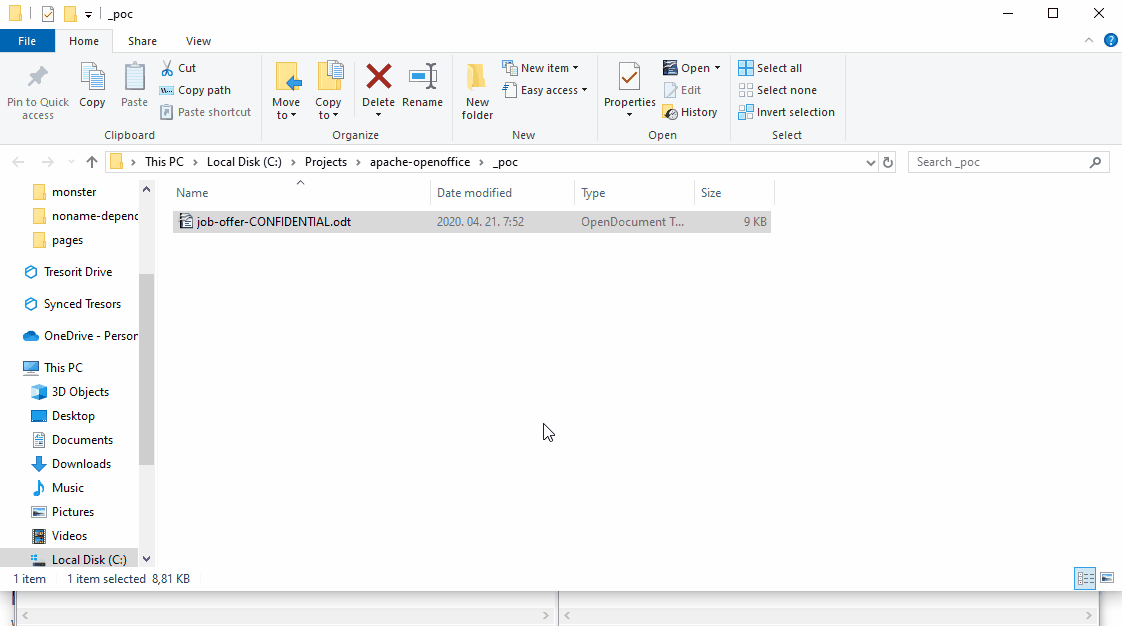 _poc
File Home Share View
Pin to Quick access
Copy
Paste
Cut
Copy path
Paste shortcut
Clipboard
Move to
Copy to
Delete
Rename
Organize
New folder
New item
Easy access
New
Properties
Open
Edit
History
Open
Select all
Select none
Invert selection
Select
This PC > Local Disk (C:) > Projects > apache-openoffice > _poc
Search _poc
monster
noname-depend
pages
Tresorit Drive
Synced Tresors
OneDrive - Person
This PC
3D Objects
Desktop
Documents
Downloads
Music
Pictures
Videos
Local Disk (C:)
Name Date modified Type Size
job-offer-CONFIDENTIAL.odt 2020. 04. 21. 7:52 OpenDocument T... 9 KB
1 item 1 item selected 8,81 KB